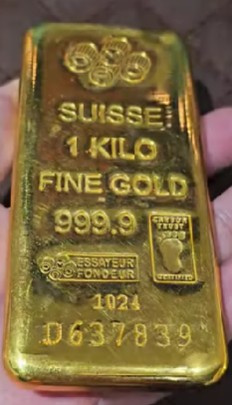 SUISSE
1 KILO
FINE GOLD
999.9
ESSAYEUR
FONDEUR
1024
D637839